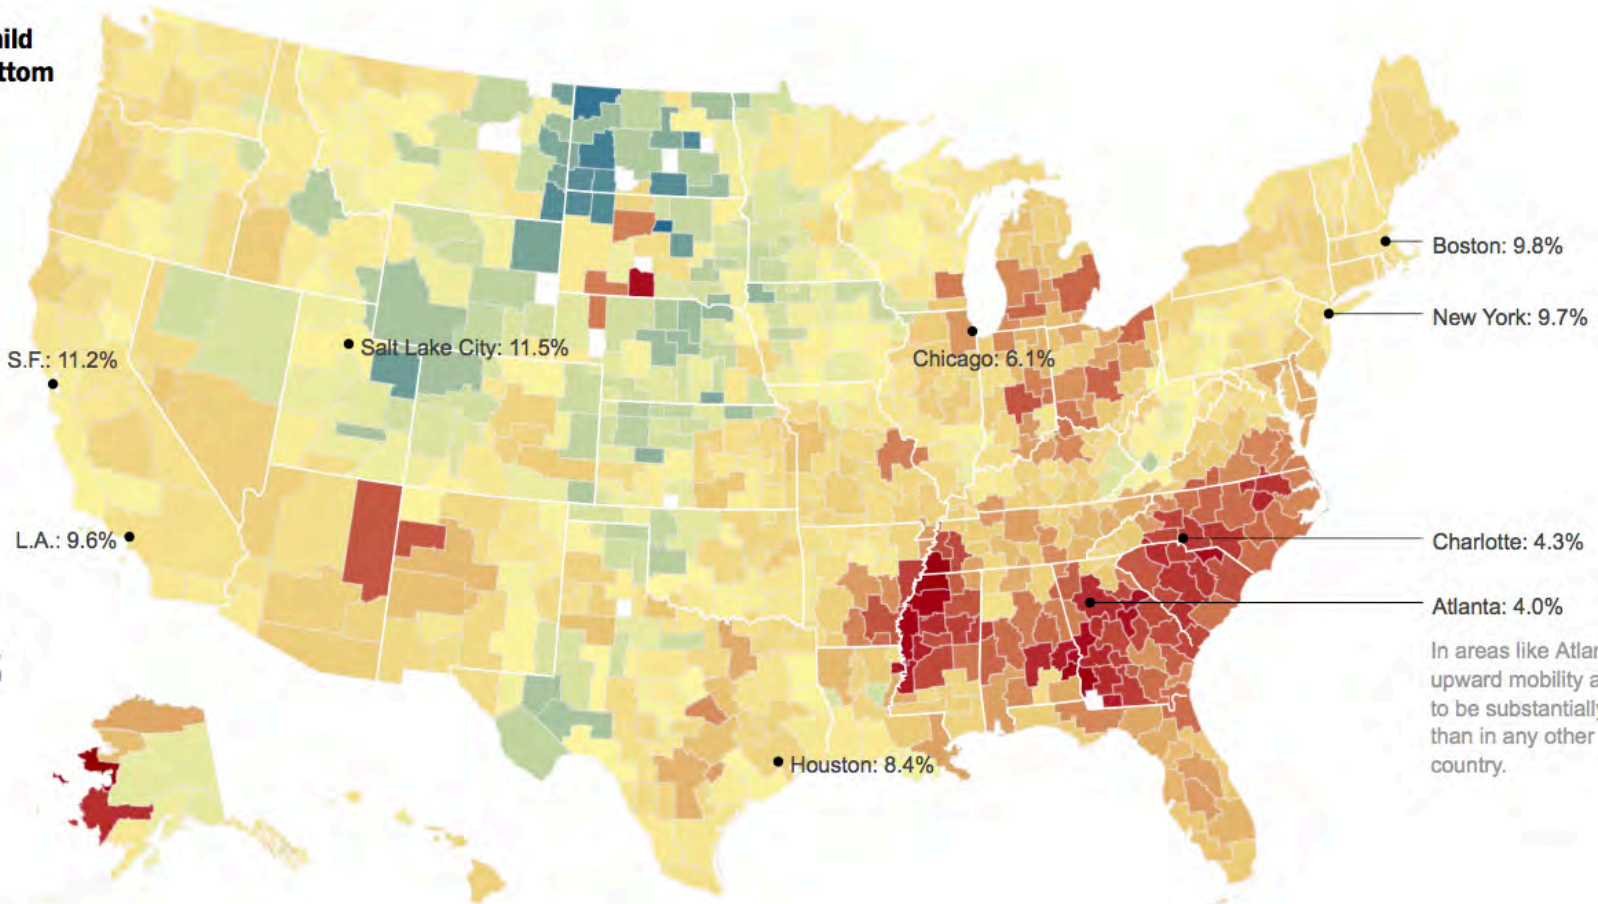 ild
ttom
Boston: 9.8%
New York: 9.7%
Salt Lake City: 11.5%
Chicago: 6.1%
S.F.: 11.2%
L.A.: 9.6%
Charlotte: 4.3%
Atlanta: 4.0%
In areas like Atlan
upward mobility a
to be substantially
than in any other
country.
Houston: 8.4%